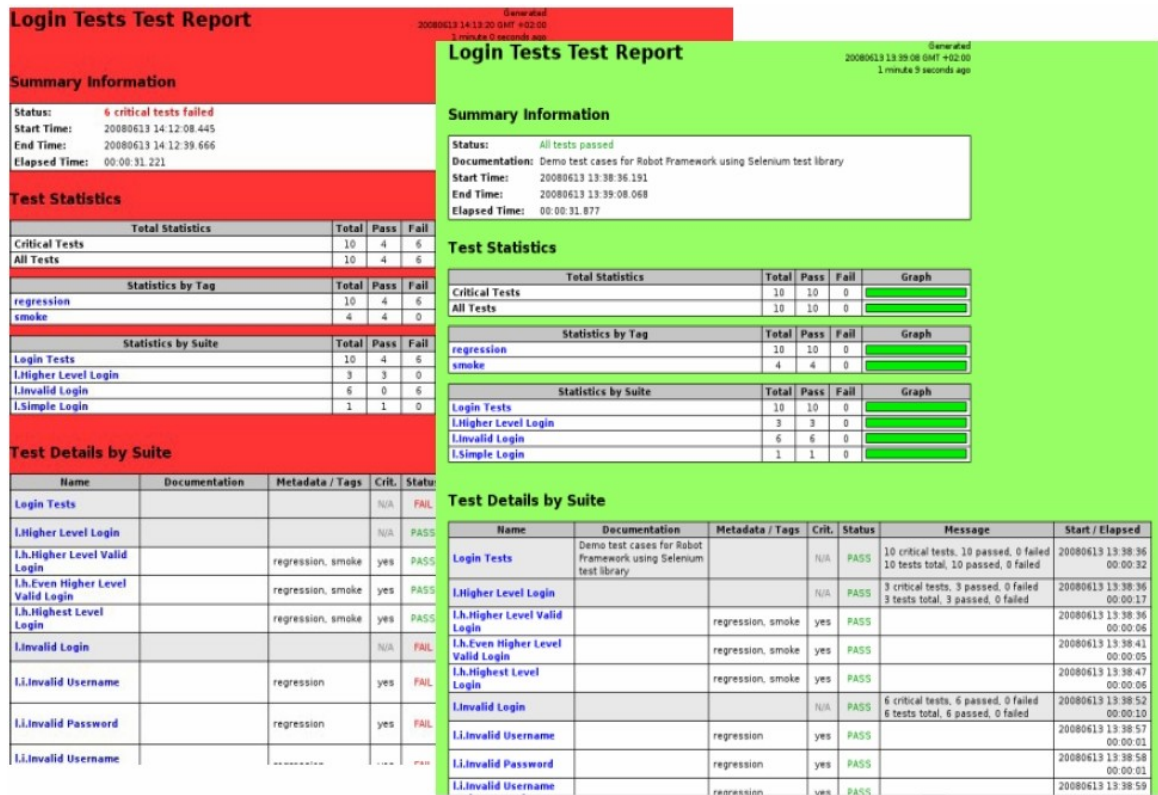 Login Tests Test Report
Generated
20080613 14:13:20 GMT +02:00
1 minute 0 seconds ago
Summary Information
Status: 6 critical tests failed
Start Time: 20080613 14:12:08.445
End Time: 20080613 14:12:39.666
Elapsed Time: 00:00:31.221
Test Statistics
Total Statistics Total Pass Fail
Critical Tests 10 4 6
All Tests 10 4 6
Statistics by Tag Total Pass Fail
regression 10 4 6
smoke 4 4 0
Statistics by Suite Total Pass Fail
Login Tests 10 4 6
l.Higher Level Login 3 3 0
l.Invalid Login 6 0 6
l.Simple Login 1 1 0
Test Details by Suite
Name Documentation Metadata / Tags Crit. Status
Login Tests N/A FAIL
l.Higher Level Login N/A PASS
l.h.Higher Level Valid
Login regression, smoke yes PASS
l.h.Even Higher Level
Valid Login regression, smoke yes PASS
l.h.Highest Level
Login regression, smoke yes PASS
l.Invalid Login N/A FAIL
l.i.Invalid Username regression yes FAIL
l.i.Invalid Password regression yes FAIL
l.i.Invalid Username
Login Tests Test Report
Generated
20080613 13:39:08 GMT +02:00
1 minute 9 seconds ago
Summary Information
Status: All tests passed
Documentation: Demo test cases for Robot Framework using Selenium test library
Start Time: 20080613 13:38:36.191
End Time: 20080613 13:39:08.068
Elapsed Time: 00:00:31.877
Test Statistics
Total Statistics Total Pass Fail Graph
Critical Tests 10 10 0
All Tests 10 10 0
Statistics by Tag Total Pass Fail Graph
regression 10 10 0
smoke 4 4 0
Statistics by Suite Total Pass Fail Graph
Login Tests 10 10 0
l.Higher Level Login 3 3 0
l.Invalid Login 6 6 0
l.Simple Login 1 1 0
Test Details by Suite
Name Documentation Metadata / Tags Crit. Status Message Start / Elapsed
Login Tests Demo test cases for Robot
Framework using Selenium
test library N/A PASS 10 critical tests, 10 passed, 0 failed
10 tests total, 10 passed, 0 failed 20080613 13:38:36
00:00:32
l.Higher Level Login N/A PASS 3 critical tests, 3 passed, 0 failed
3 tests total, 3 passed, 0 failed 20080613 13:38:36
00:00:17
l.h.Higher Level Valid
Login regression, smoke yes PASS 20080613 13:38:36
00:00:06
l.h.Even Higher Level
Valid Login regression, smoke yes PASS 20080613 13:38:41
00:00:05
l.h.Highest Level
Login regression, smoke yes PASS 20080613 13:38:47
00:00:06
l.Invalid Login N/A PASS 6 critical tests, 6 passed, 0 failed
6 tests total, 6 passed, 0 failed 20080613 13:38:52
00:00:10
l.i.Invalid Username regression yes PASS 20080613 13:38:57
00:00:01
l.i.Invalid Password regression yes PASS 20080613 13:38:58
00:00:01
l.i.Invalid Username regression yes PASS 20080613 13:38:59